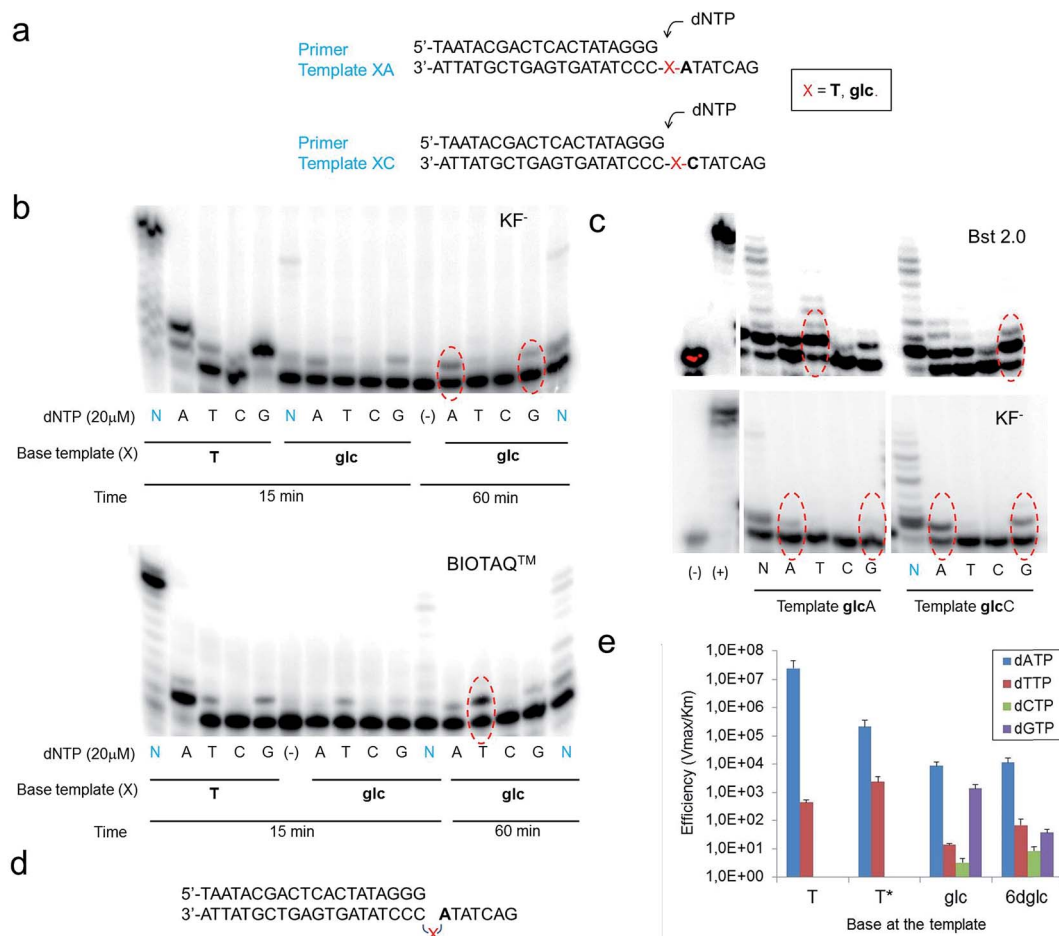 a
dNTP
Primer 5'-TAATACGACTCACTATAGGG
Template XA 3'-ATTATGCTGAGTGATATCCC-X-ATATCAG
X = T, glc.
dNTP
Primer 5'-TAATACGACTCACTATAGGG
Template XC 3'-ATTATGCTGAGTGATATCCC-X-CTATCAG
b
KF-
dNTP (20µM) N A T C G N A T C G (-) A T C G N
Base template (X) T glc glc
Time 15 min 60 min
BIOTAQ™
dNTP (20µM) N A T C G (-) A T C G N A T C G N
Base template (X) T glc glc
Time 15 min 60 min
c
Bst 2.0
KF-
(-) (+) N A T C G N A T C G
Template glcA Template glcC
d
5'-TAATACGACTCACTATAGGG
3'-ATTATGCTGAGTGATATCCC ATATCAG
X
e
1,0E+08
1,0E+07
1,0E+06
1,0E+05
1,0E+04
1,0E+03
1,0E+02
1,0E+01
1,0E+00
Efficiency (Vmax/km)
dATP
dTTP
dCTP
dGTP
T T* glc 6dglc
Base at the template